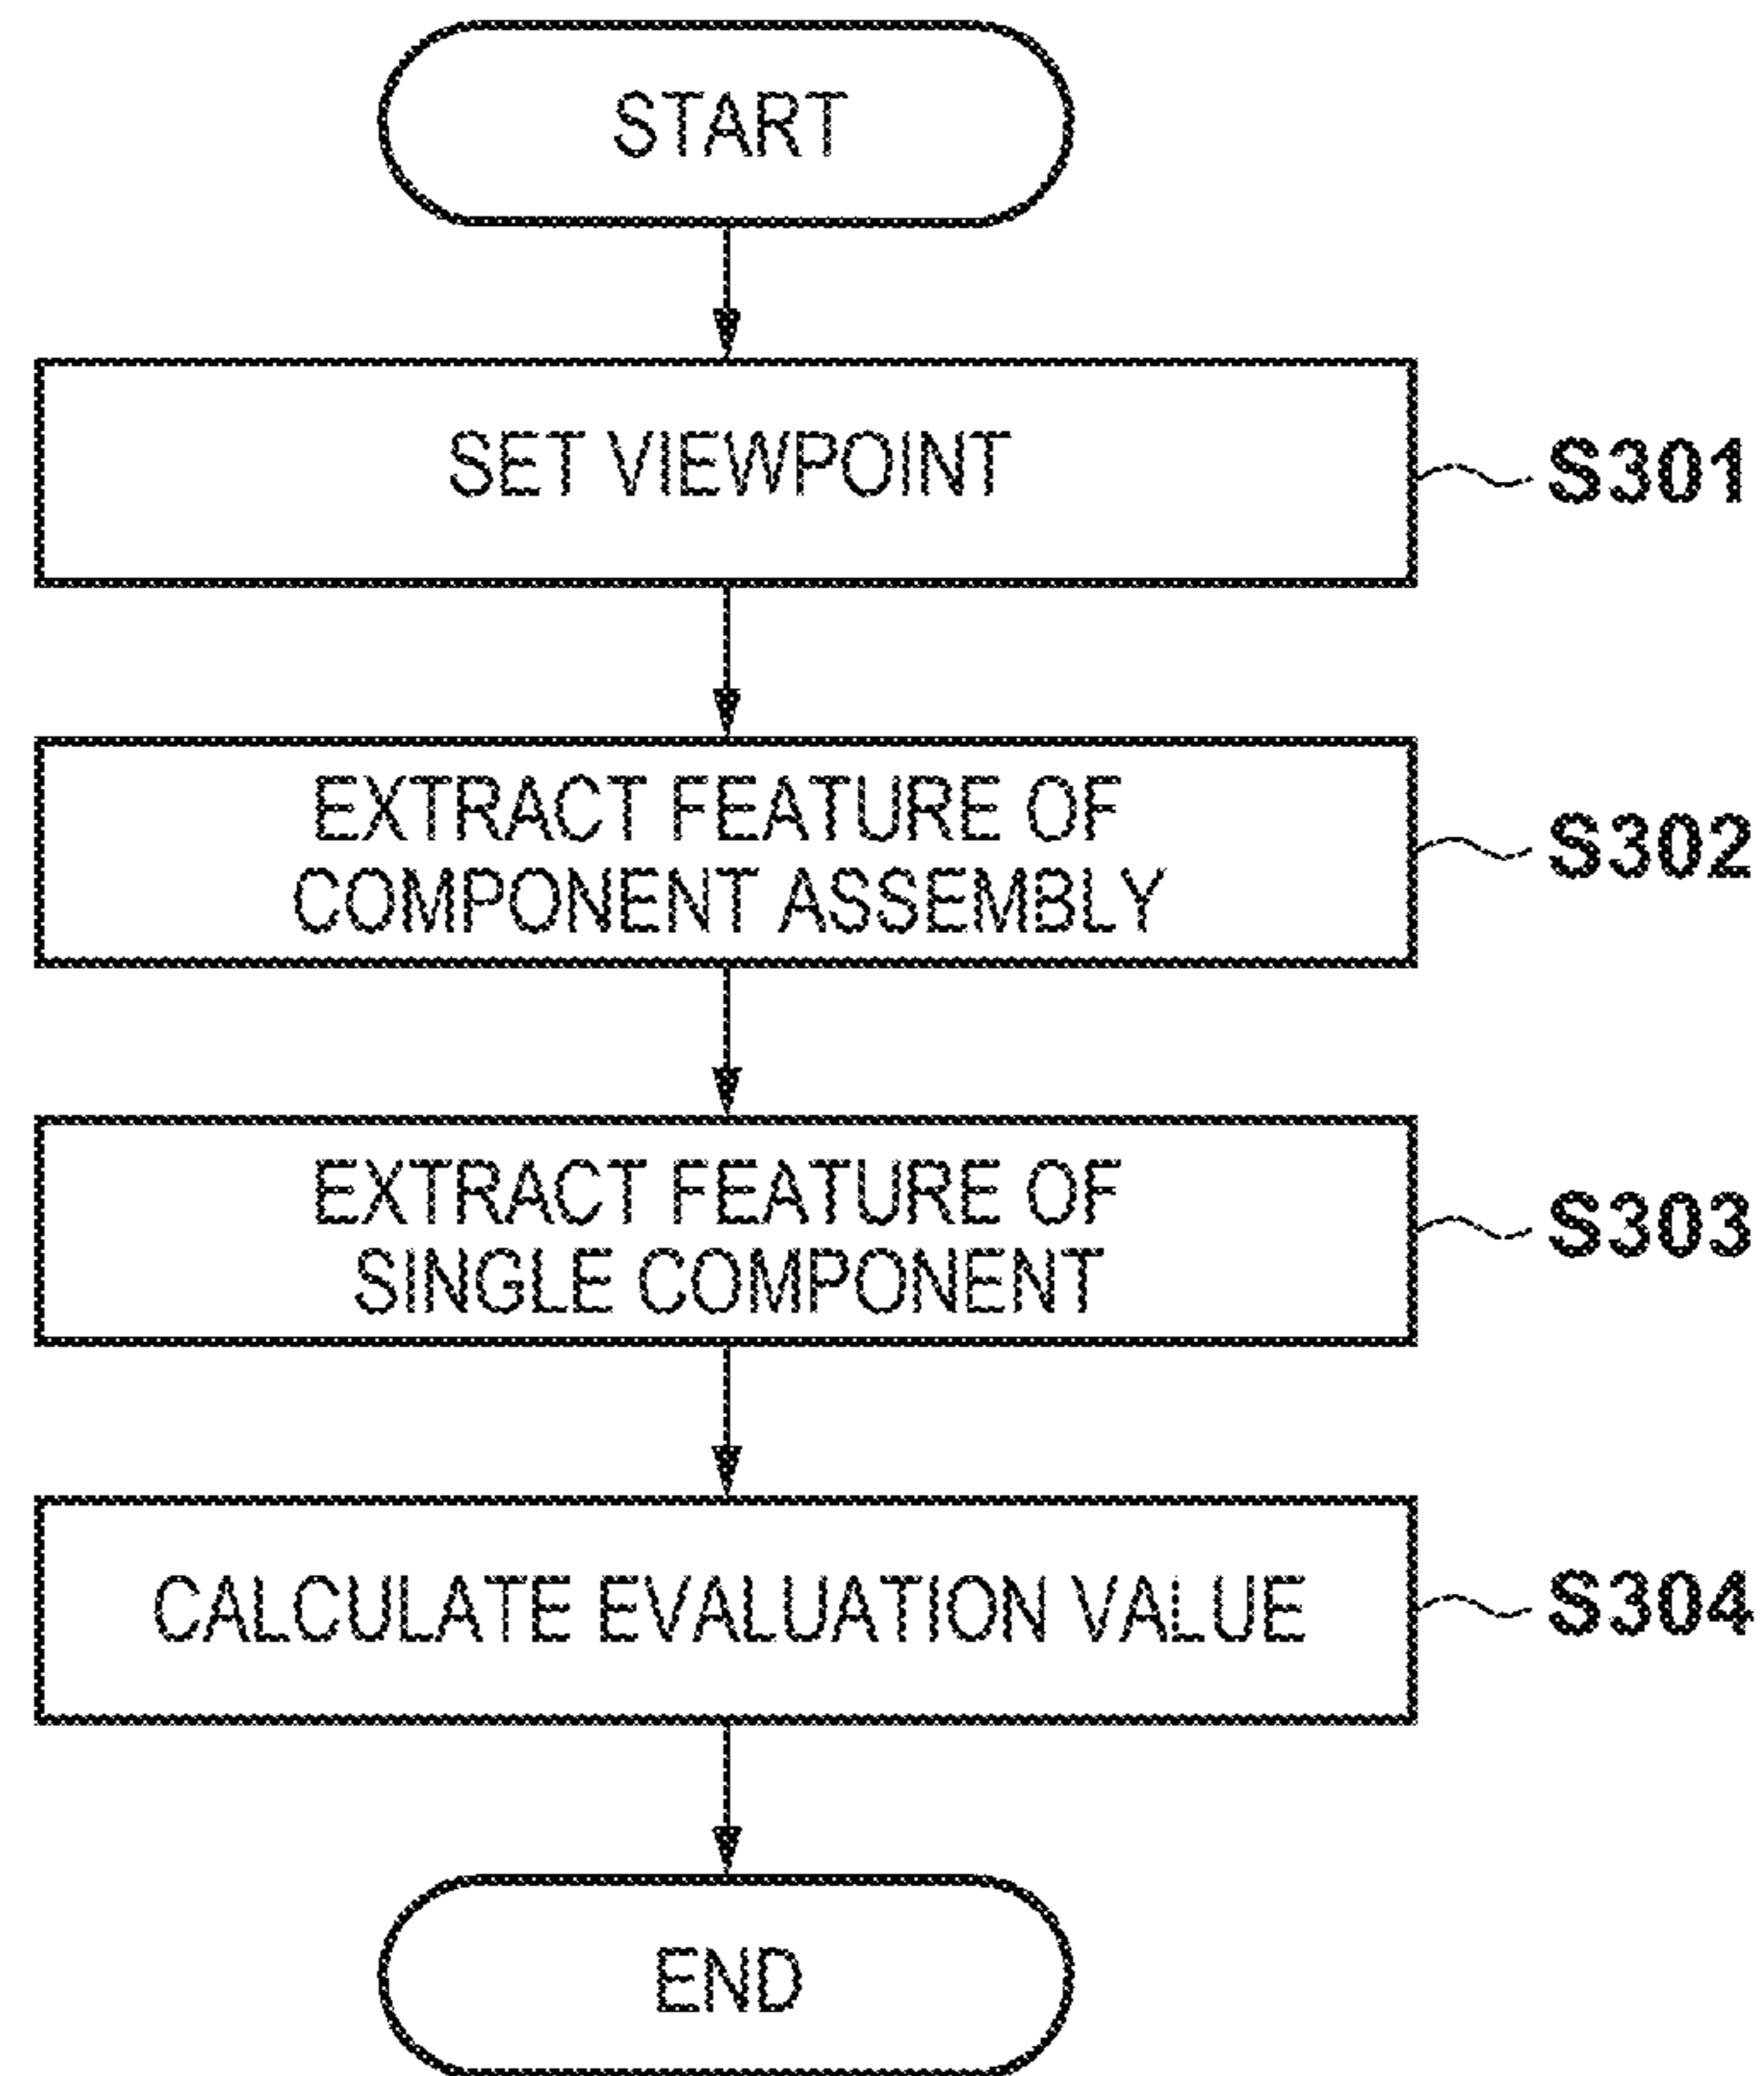 START
SET VIEWPOINT
S301
EXTRACT FEATURE OF
COMPONENT ASSEMBLY
S302
EXTRACT FEATURE OF
SINGLE COMPONENT
S303
CALCULATE EVALUATION VALUE
S304
END